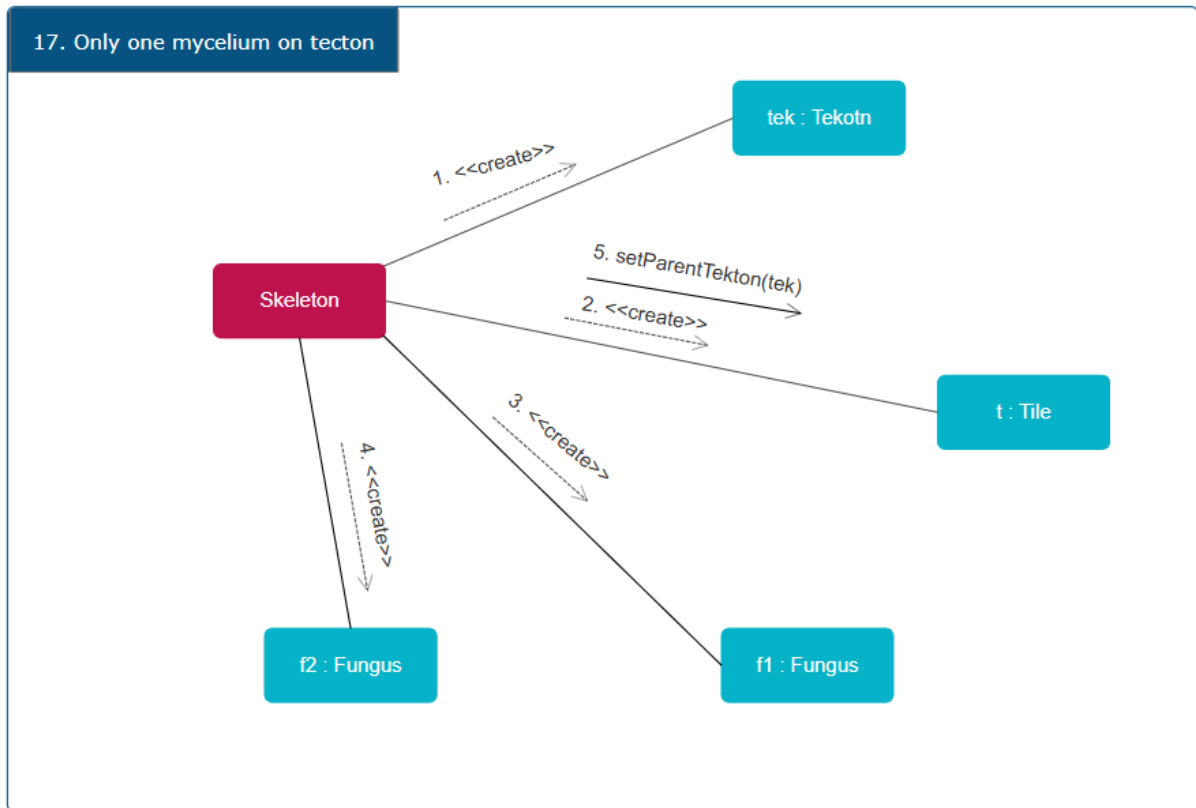 17. Only one mycelium on tecton
tek : Tekotn
1. <<create>>
5. setParentTekton(tek)
2. <<create>>
Skeleton
t : Tile
3. <<create>>
4. <<create>>
f2 : Fungus
f1 : Fungus